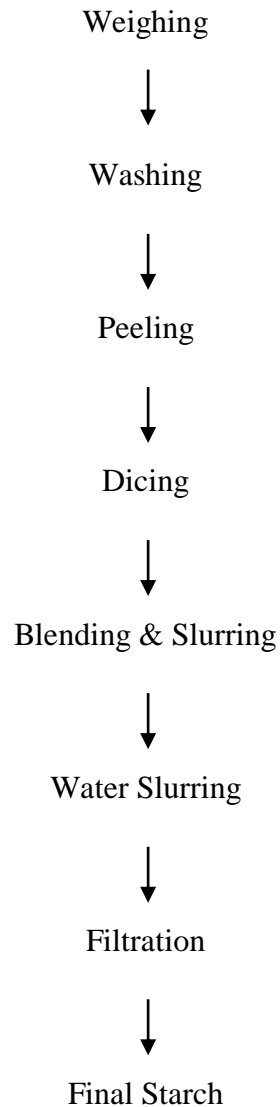 Weighing
Washing
Peeling
Dicing
Blending & Slurring
Water Slurring
Filtration
Final Starch